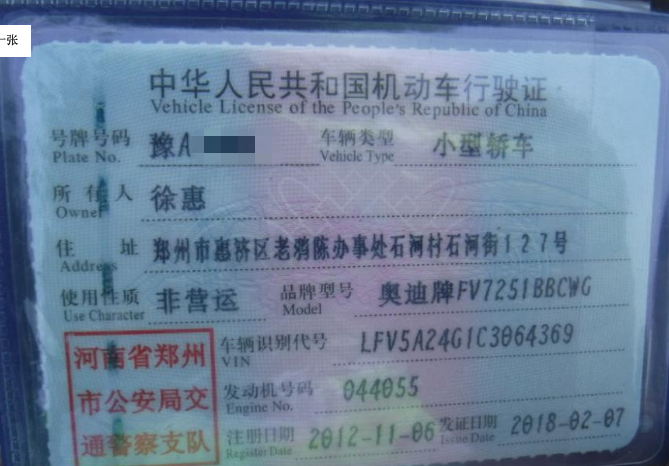 一张
中华人民共和国机动车行驶证
Vehicle License of the People's Republic of China
号牌号码 豫A 车辆类型 小型轿车
Plate No. Vehicle Type
所有人 徐惠
Owner
住址 郑州市惠济区老鸦陈办事处石河村石河街127号
Address
使用性质 非营运 品牌型号 奥迪牌FV7251BBCWG
Use Character Model
河南省郑州
市公安局交
通警察支队
车辆识别代号 LFV5A24G1C3064369
VIN
发动机号码 044055
Engine No.
注册日期 2012-11-06 发证日期 2018-02-07
Register Date Issue Date